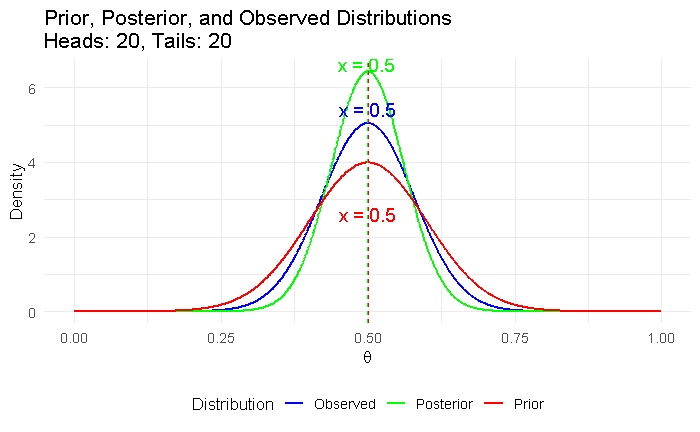 Prior, Posterior, and Observed Distributions
Heads: 20, Tails: 20
x = 0.5
x = 0.5
x = 0.5
Density
6
4
2
0
0.00 0.25 0.50 0.75 1.00
θ
Distribution Observed Posterior Prior